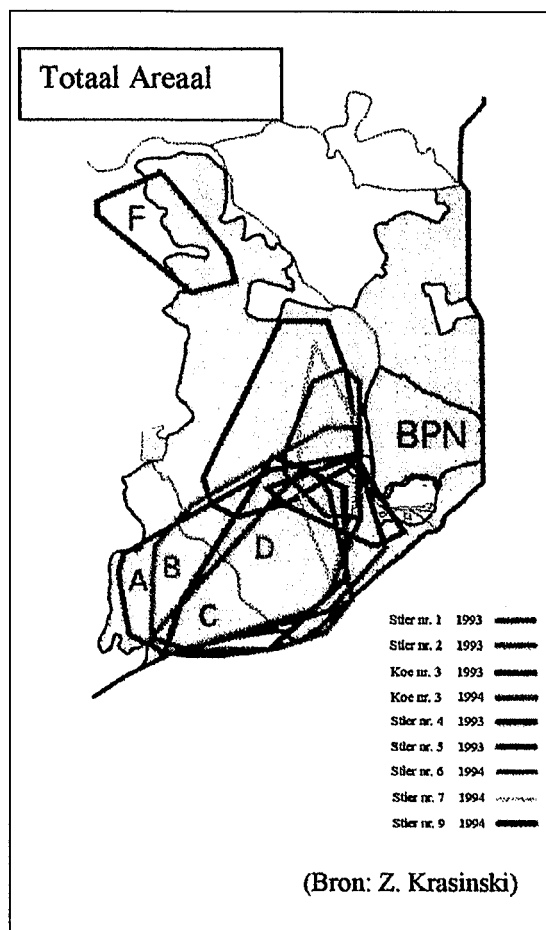 Totaal Areaal
F
BPN
A
B
D
C
Stier nr. 1 1993
Stier nr. 2 1993
Koe nr. 3 1993
Koe nr. 3 1994
Stier nr. 4 1993
Stier nr. 5 1993
Stier nr. 6 1994
Stier nr. 7 1994
Stier nr. 9 1994
(Bron: Z. Krasinski)